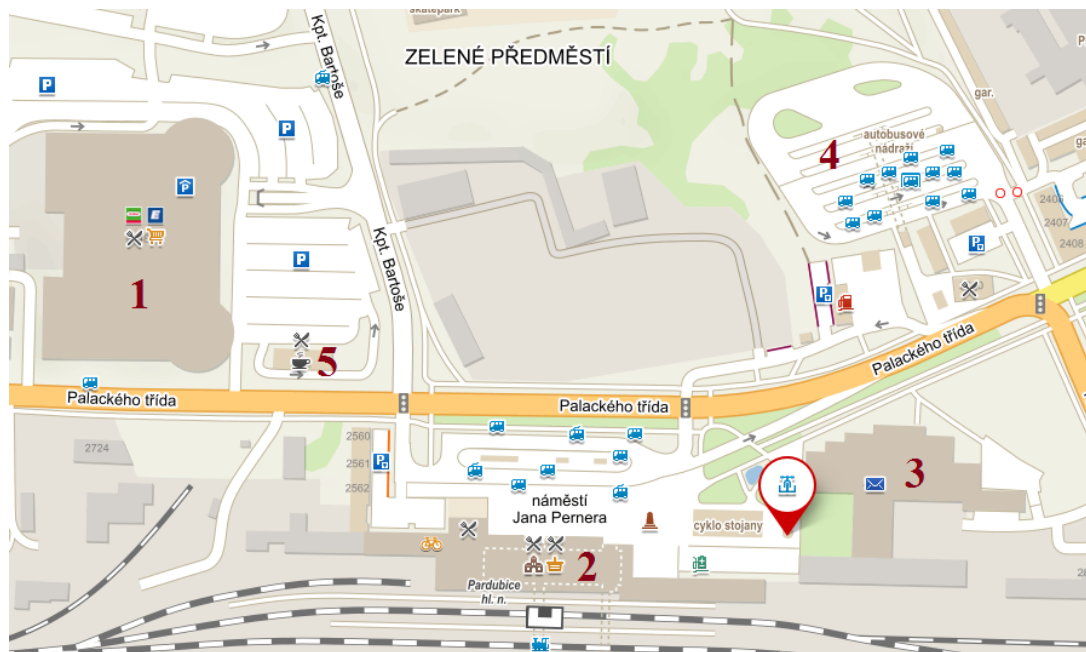 skatepark
Kpt. Bartoše
ZELENÉ PŘEDMĚSTÍ
P
P
gar.
autobusové
nádraží
4
P
2406
2407
2408
P
1
Kpt. Bartoše
P
P
P
5
Palackého třída
Palackého třída
Palackého třída
2724
2560
2561
2562
P
3
náměstí
Jana Pernera
cyklo stojany
2
Pardubice
hl. n.